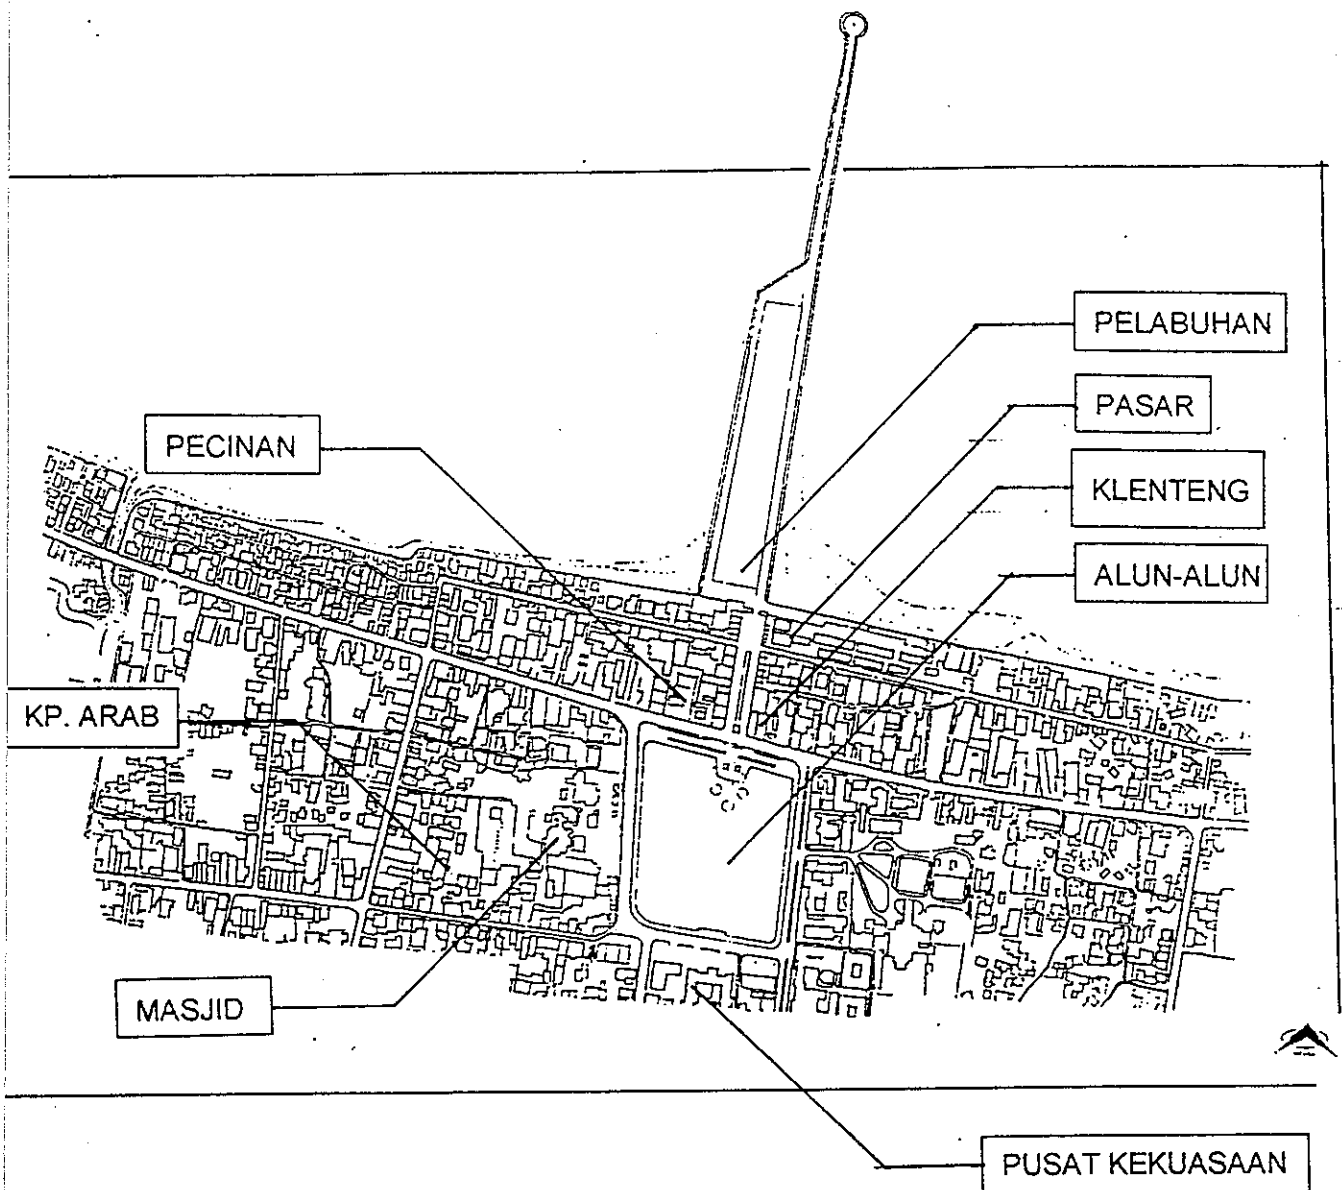 PELABUHAN
PASAR
PECINAN
KLENTENG
ALUN-ALUN
KP. ARAB
MASJID
PUSAT KEKUASAAN